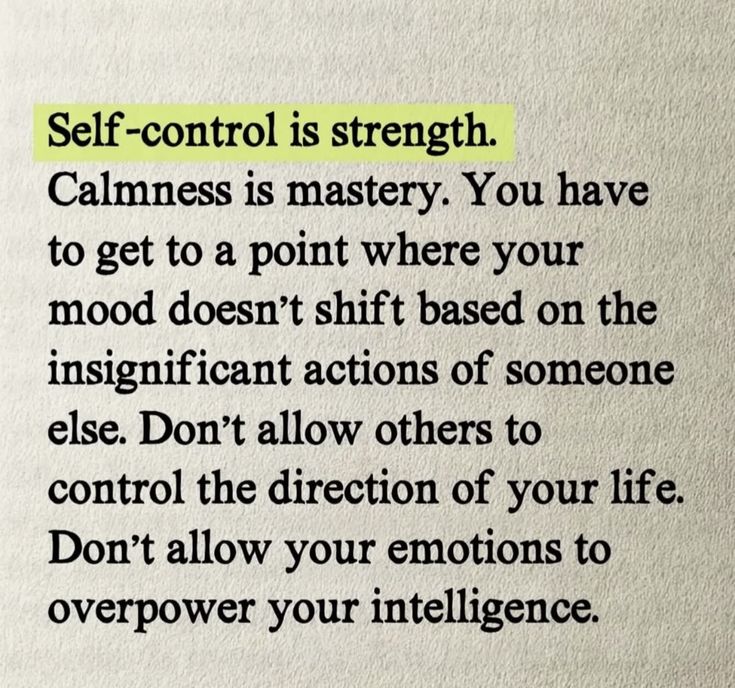 Self-control is strength.
Calmness is mastery. You have
to get to a point where your
mood doesn’t shift based on the
insignificant actions of someone
else. Don’t allow others to
control the direction of your life.
Don’t allow your emotions to
overpower your intelligence.